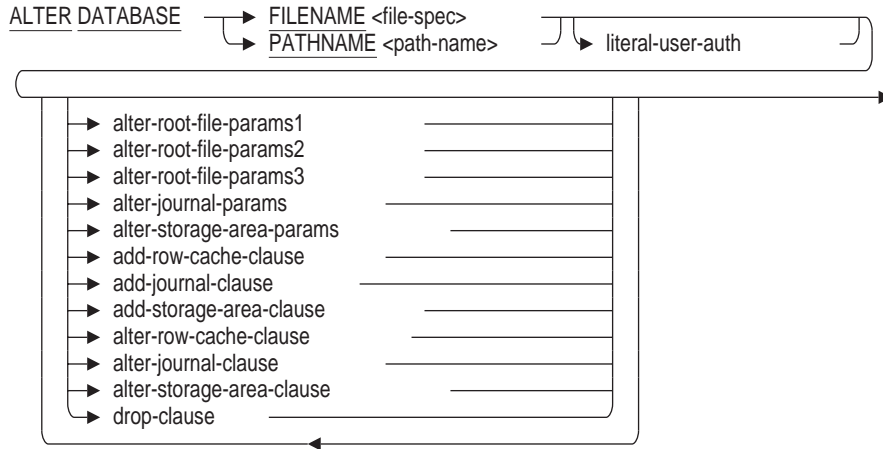 ALTER DATABASE FILENAME <file-spec>
PATHNAME <path-name> literal-user-auth
alter-root-file-params1
alter-root-file-params2
alter-root-file-params3
alter-journal-params
alter-storage-area-params
add-row-cache-clause
add-journal-clause
add-storage-area-clause
alter-row-cache-clause
alter-journal-clause
alter-storage-area-clause
drop-clause